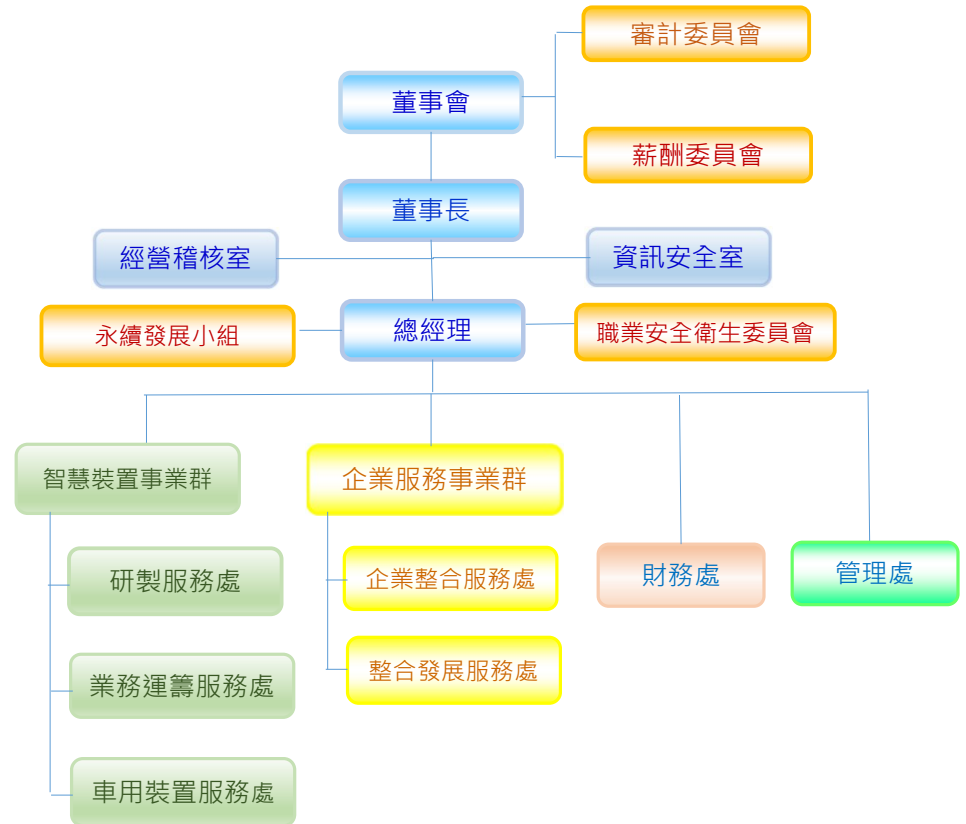 審計委員會
董事會
薪酬委員會
董事長
經營稽核室
資訊安全室
永續發展小組
總經理
職業安全衛生委員會
智慧裝置事業群
企業服務事業群
研製服務處
企業整合服務處
財務處
管理處
業務運籌服務處
整合發展服務處
車用裝置服務處